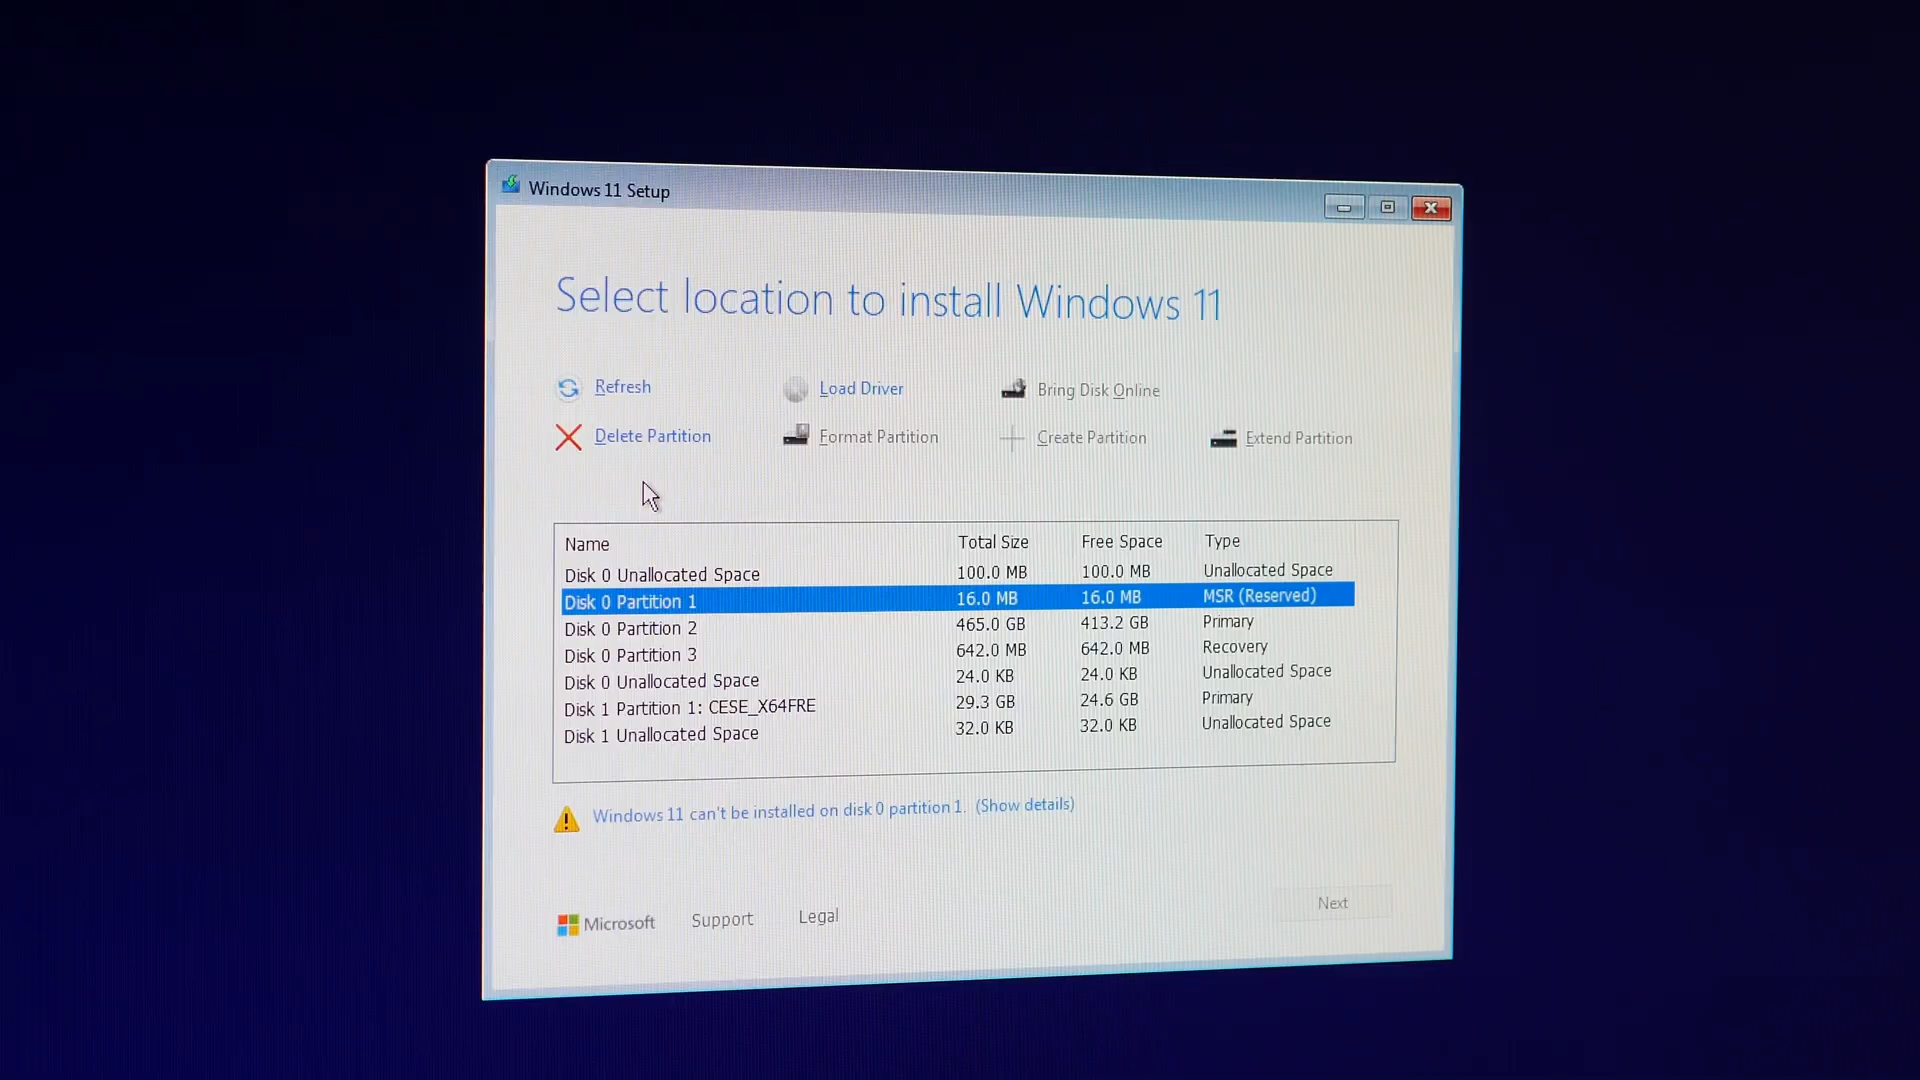 Windows 11 Setup
Select location to install Windows 11
Refresh Load Driver Bring Disk Online
Delete Partition Format Partition Create Partition Extend Partition
Name Total Size Free Space Type
Disk 0 Unallocated Space 100.0 MB 100.0 MB Unallocated Space
Disk 0 Partition 1 16.0 MB 16.0 MB MSR (Reserved)
Disk 0 Partition 2 465.0 GB 413.2 GB Primary
Disk 0 Partition 3 642.0 MB 642.0 MB Recovery
Disk 0 Unallocated Space 24.0 KB 24.0 KB Unallocated Space
Disk 1 Partition 1: CESE_X64FRE 29.3 GB 24.6 GB Primary
Disk 1 Unallocated Space 32.0 KB 32.0 KB Unallocated Space
Windows 11 can't be installed on disk 0 partition 1. (Show details)
Microsoft Support Legal Next